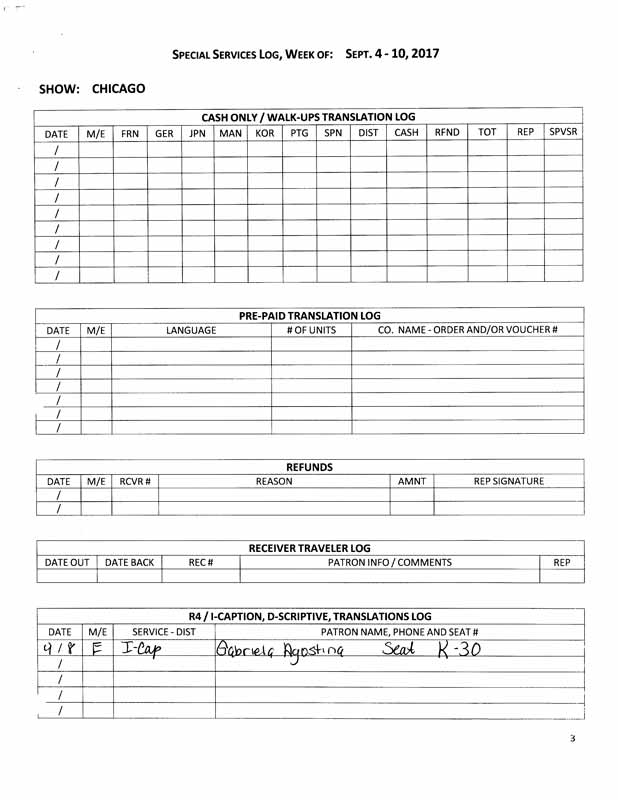 SPECIAL SERVICES LOG, WEEK OF: SEPT. 4 - 10, 2017
SHOW: CHICAGO
CASH ONLY / WALK-UPS TRANSLATION LOG
DATE M/E FRN GER JPN MAN KOR PTG SPN DIST CASH RFND TOT REP SPVSR
/
/
/
/
/
/
/
/
/
PRE-PAID TRANSLATION LOG
DATE M/E LANGUAGE # OF UNITS CO. NAME - ORDER AND/OR VOUCHER #
/
/
/
/
/
/
/
REFUNDS
DATE M/E RCVR # REASON AMNT REP SIGNATURE
/
/
RECEIVER TRAVELER LOG
DATE OUT DATE BACK REC # PATRON INFO / COMMENTS REP
R4 / I-CAPTION, D-SCRIPTIVE, TRANSLATIONS LOG
DATE M/E SERVICE - DIST PATRON NAME, PHONE AND SEAT #
9 / 8 E I-Cap Gabriela Agostina Seat K-30
/
/
/
/
3